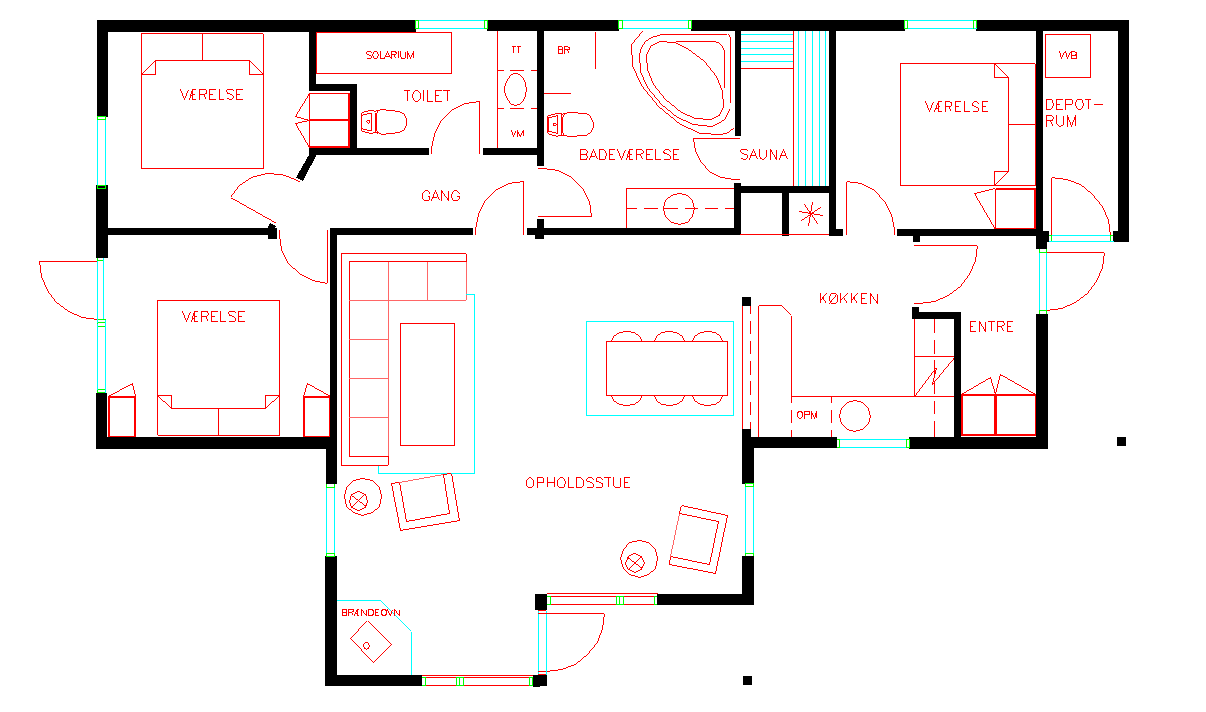 SOLARIUM
TT
BR
VVB
VÆRELSE
TOILET
VÆRELSE
DEPOT-
RUM
VM
BADEVÆRELSE
SAUNA
GANG
KØKKEN
VÆRELSE
ENTRE
OPM
OPHOLDSSTUE
BRÆNDEOVN